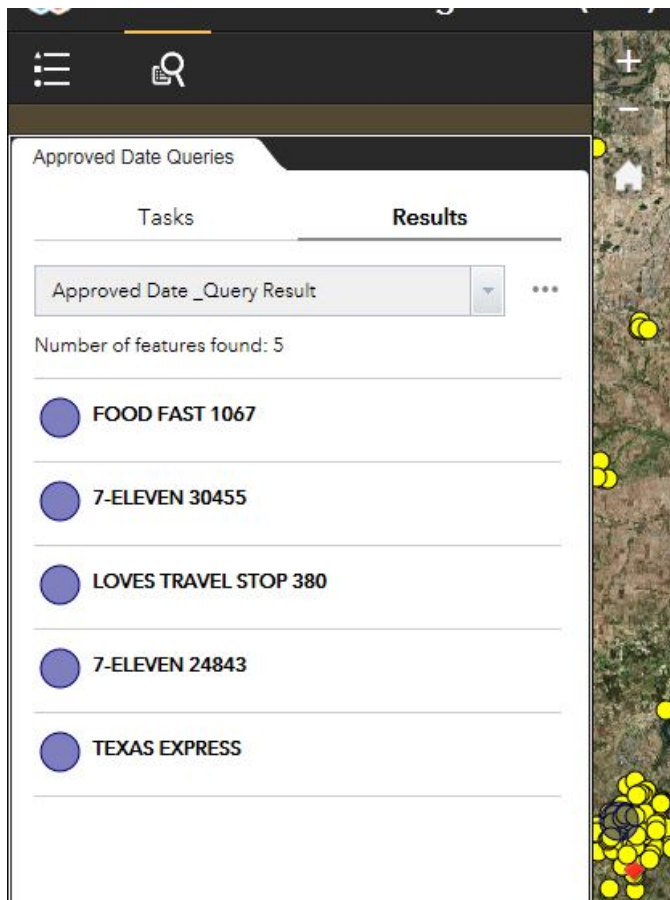 Approved Date Queries
Tasks
Results
Approved Date _Query Result
Number of features found: 5
FOOD FAST 1067
7-ELEVEN 30455
LOVES TRAVEL STOP 380
7-ELEVEN 24843
TEXAS EXPRESS